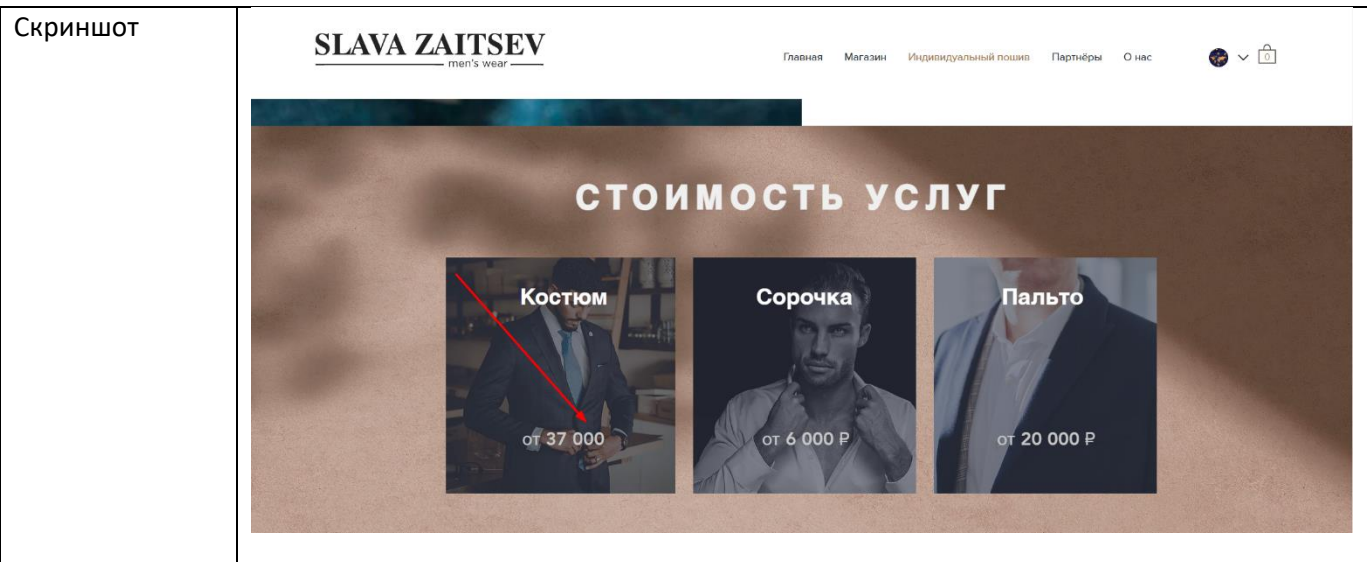 Скриншот
SLAVA ZAITSEV
men's wear
Главная Магазин Индивидуальный пошив Партнёры О нас 0
СТОИМОСТЬ УСЛУГ
Костюм Сорочка Пальто
от 37 000 от 6 000 ₽ от 20 000 ₽